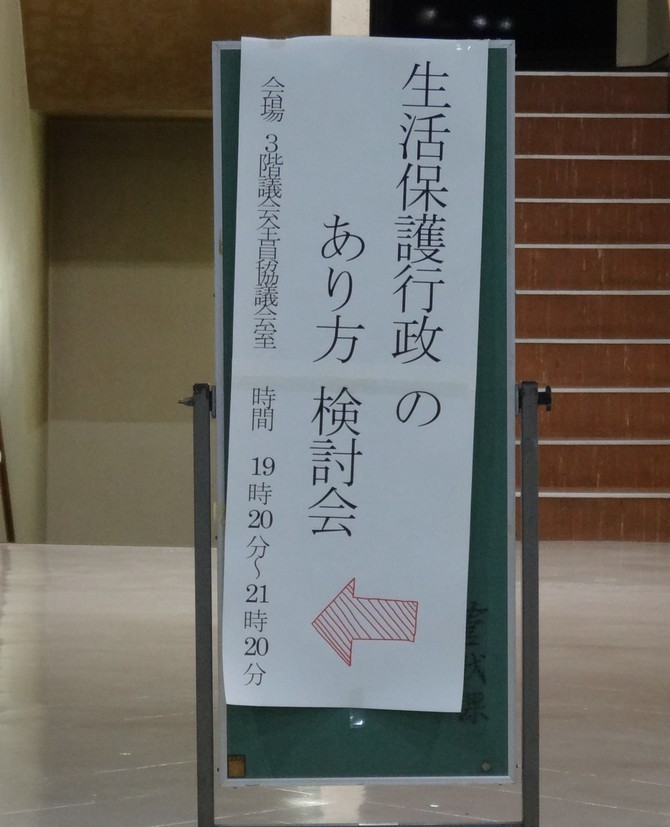 生活保護行政の
あり方 検討会
会場 3階議会全員協議会室 時間 19時20分～21時20分